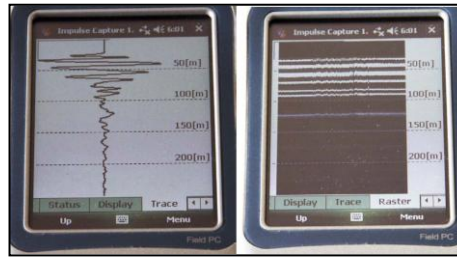 Impulse Capture 1. 6:01 ×
50[m]
100[m]
150[m]
200[m]
Status Display Trace
Up Menu
Field PC
Impulse Capture 1. 6:01 ×
50[m]
100[m]
150[m]
200[m]
Display Trace Raster
Up Menu
Field PC